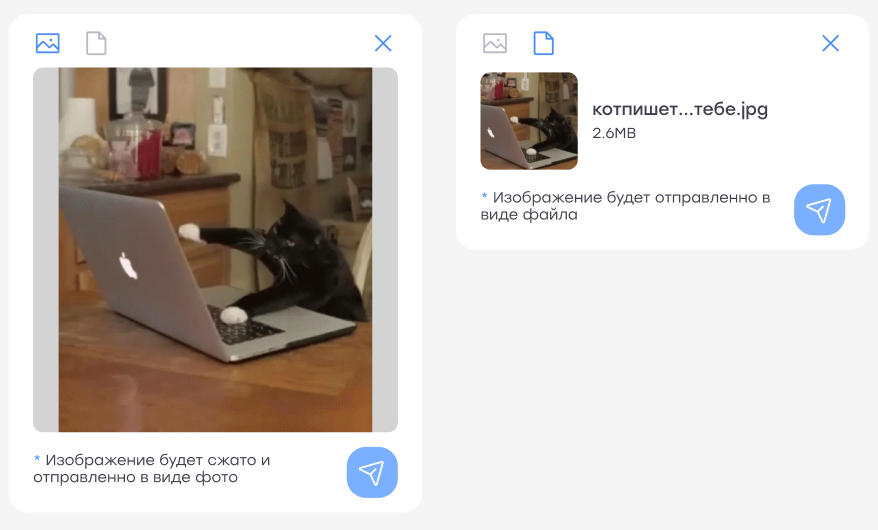 * Изображение будет сжато и
отправленно в виде фото
котпишет...тебе.jpg
2.6MB
* Изображение будет отправленно в
виде файла